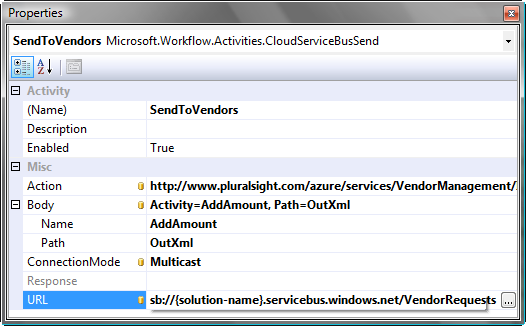 Properties
SendToVendors Microsoft.Workflow.Activities.CloudServiceBusSend
A Z
Activity
(Name) SendToVendors
Description
Enabled True
Misc
Action http://www.pluralsight.com/azure/services/VendorManagement/
Body Activity=AddAmount, Path=OutXml
Name AddAmount
Path OutXml
ConnectionMode Multicast
Response
URL sb://{solution-name}.servicebus.windows.net/VendorRequests ...